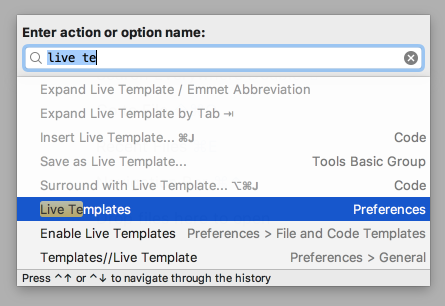 Enter action or option name:
live te
Expand Live Template / Emmet Abbreviation
Expand Live Template by Tab ⇥
Insert Live Template... ⌘J Code
Save as Live Template... Tools Basic Group
Surround with Live Template... ⌥⌘J Code
Live Templates Preferences
Enable Live Templates Preferences > File and Code Templates
Templates//Live Template Preferences > General
Press ^↑ or ^↓ to navigate through the history